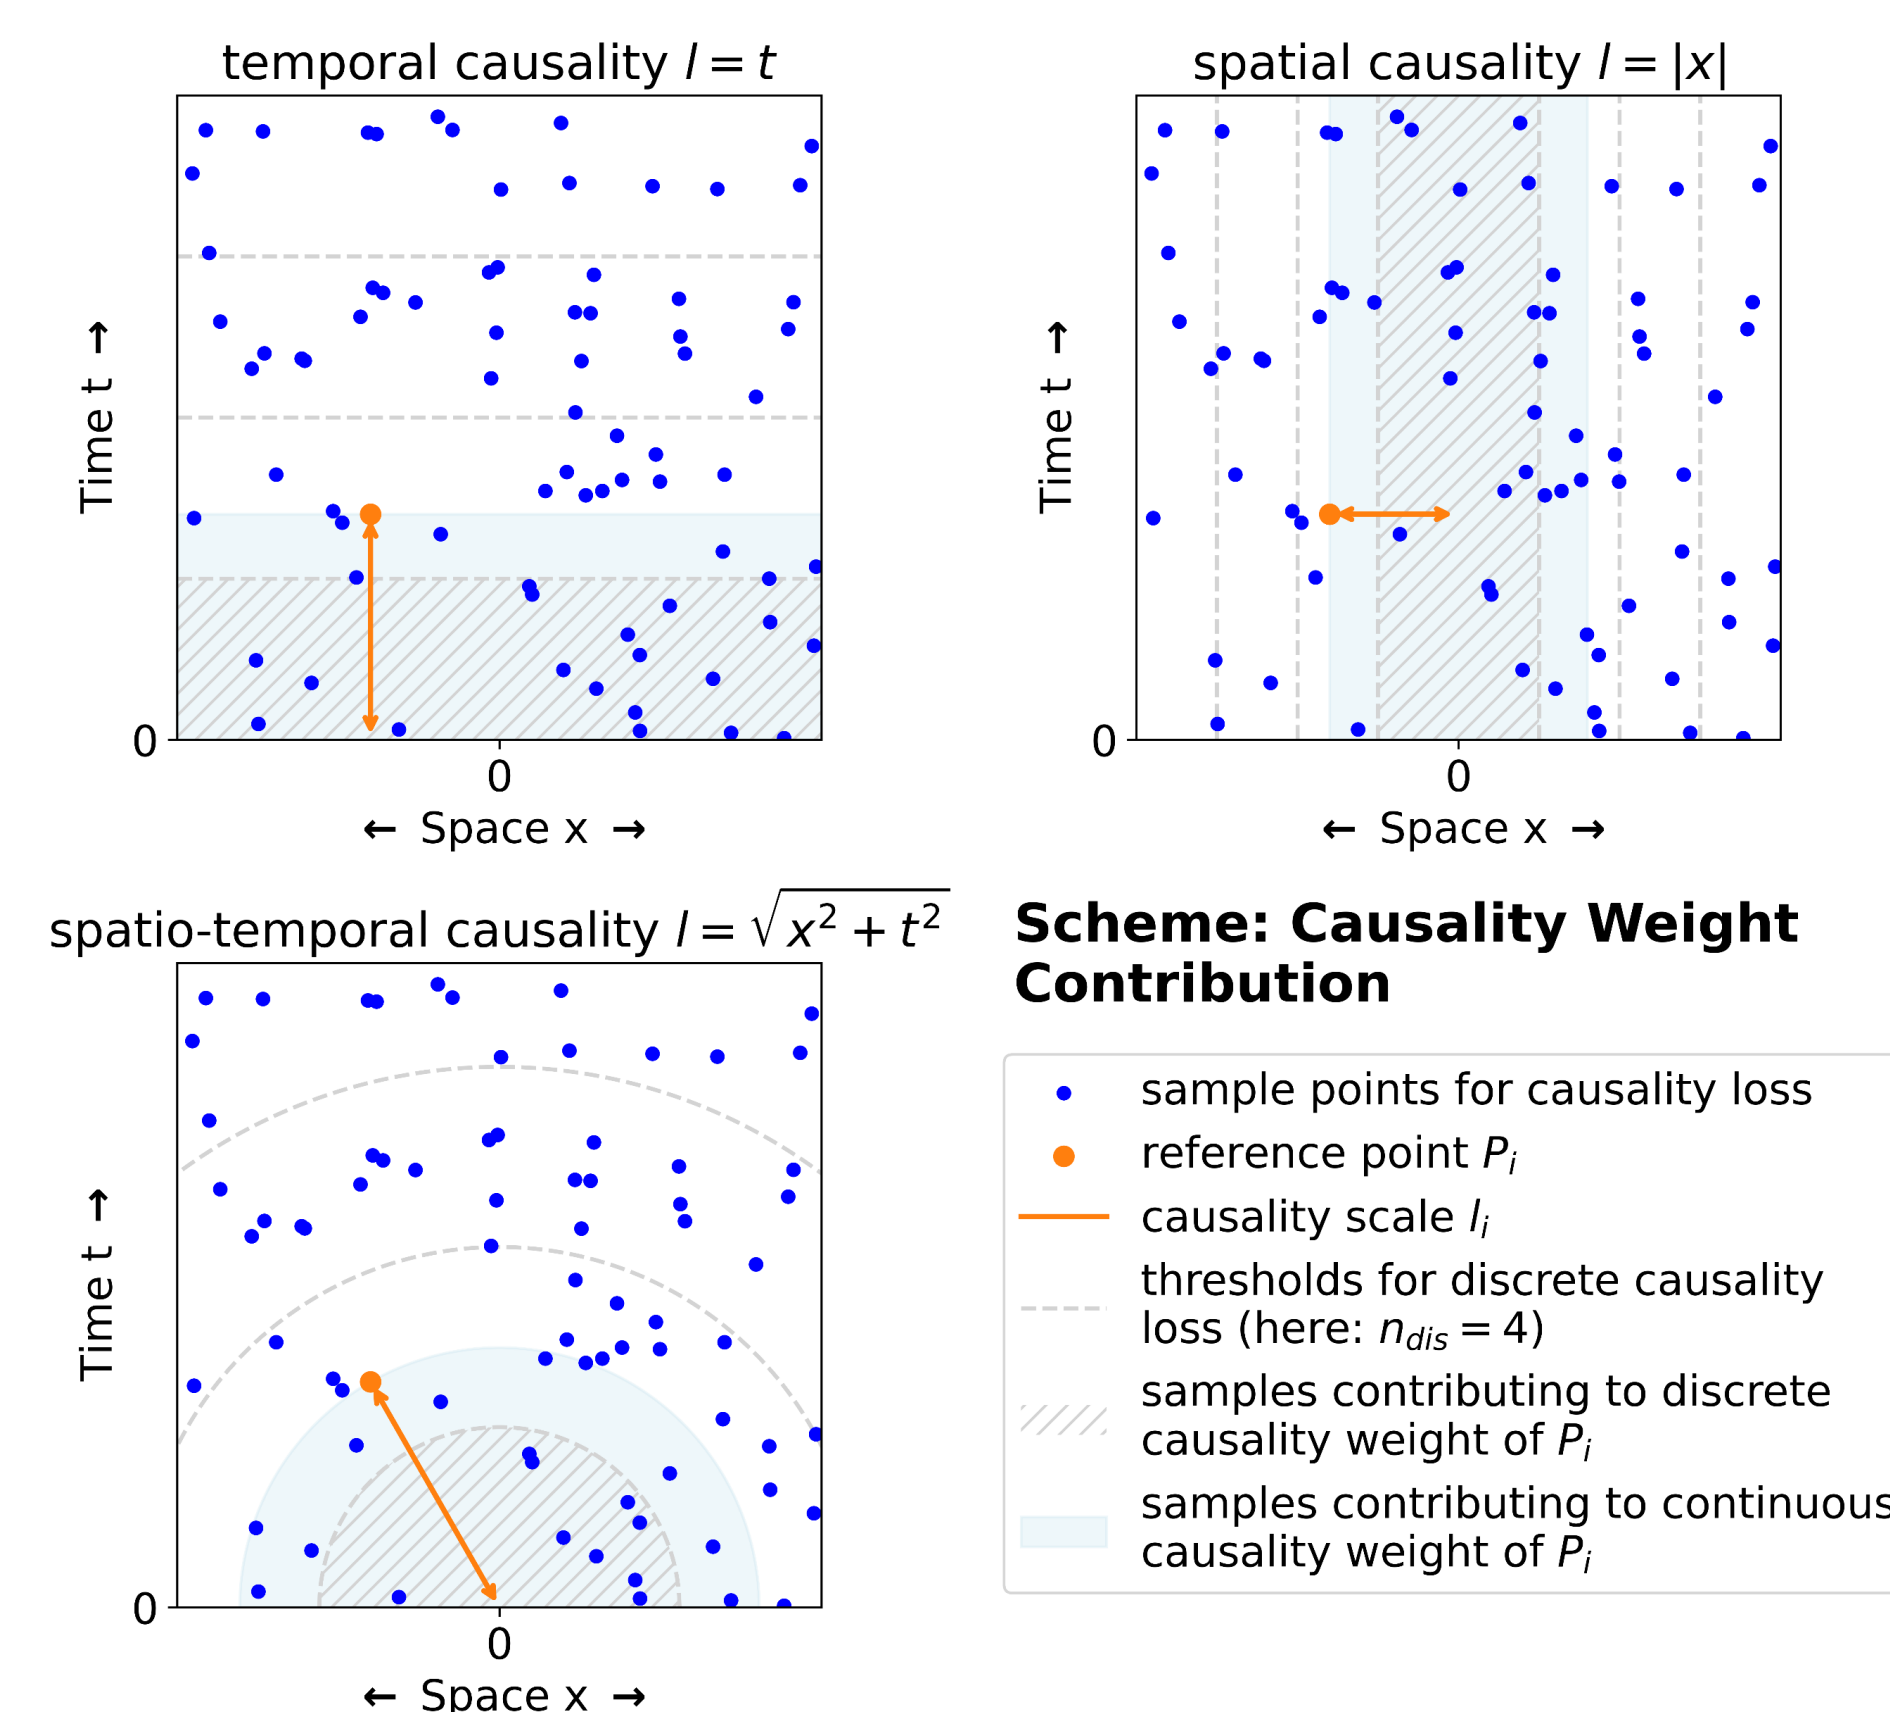 temporal causality l = t
Time t →
0
0
← Space x →
spatial causality l = |x|
Time t →
0
0
← Space x →
spatio-temporal causality l = √x² + t²
Time t →
0
0
← Space x →
Scheme: Causality Weight
Contribution
sample points for causality loss
reference point Pᵢ
causality scale lᵢ
thresholds for discrete causality
loss (here: n_dis = 4)
samples contributing to discrete
causality weight of Pᵢ
samples contributing to continuous
causality weight of Pᵢ